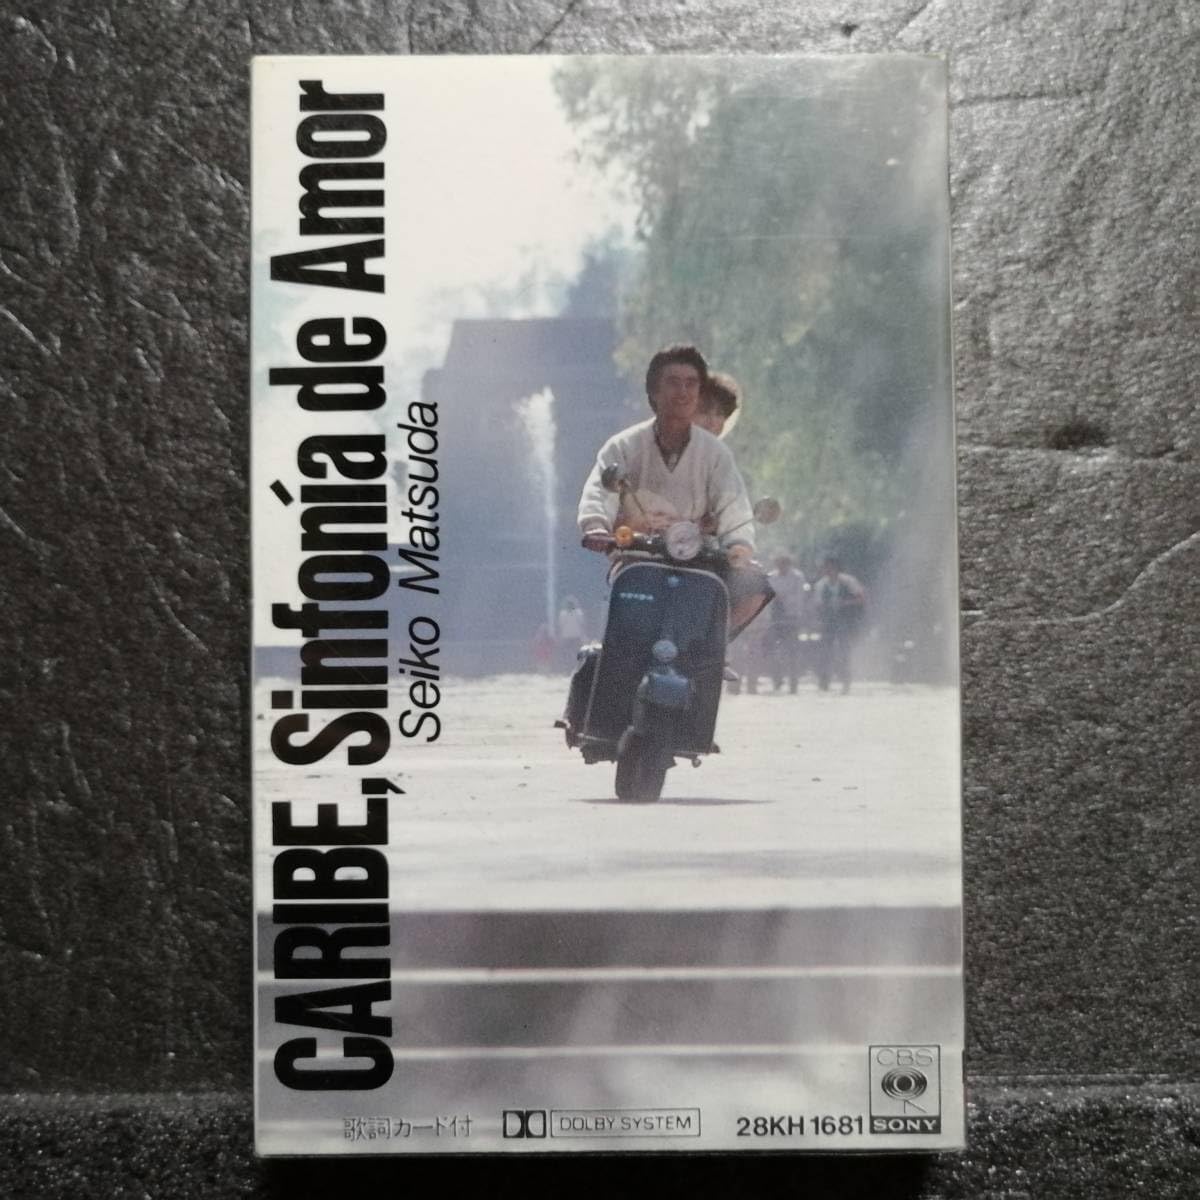 CARIBE, Sinfonía de Amor
Seiko Matsuda
歌詞カード付
DOLBY SYSTEM
28KH 1681
CBS
SONY